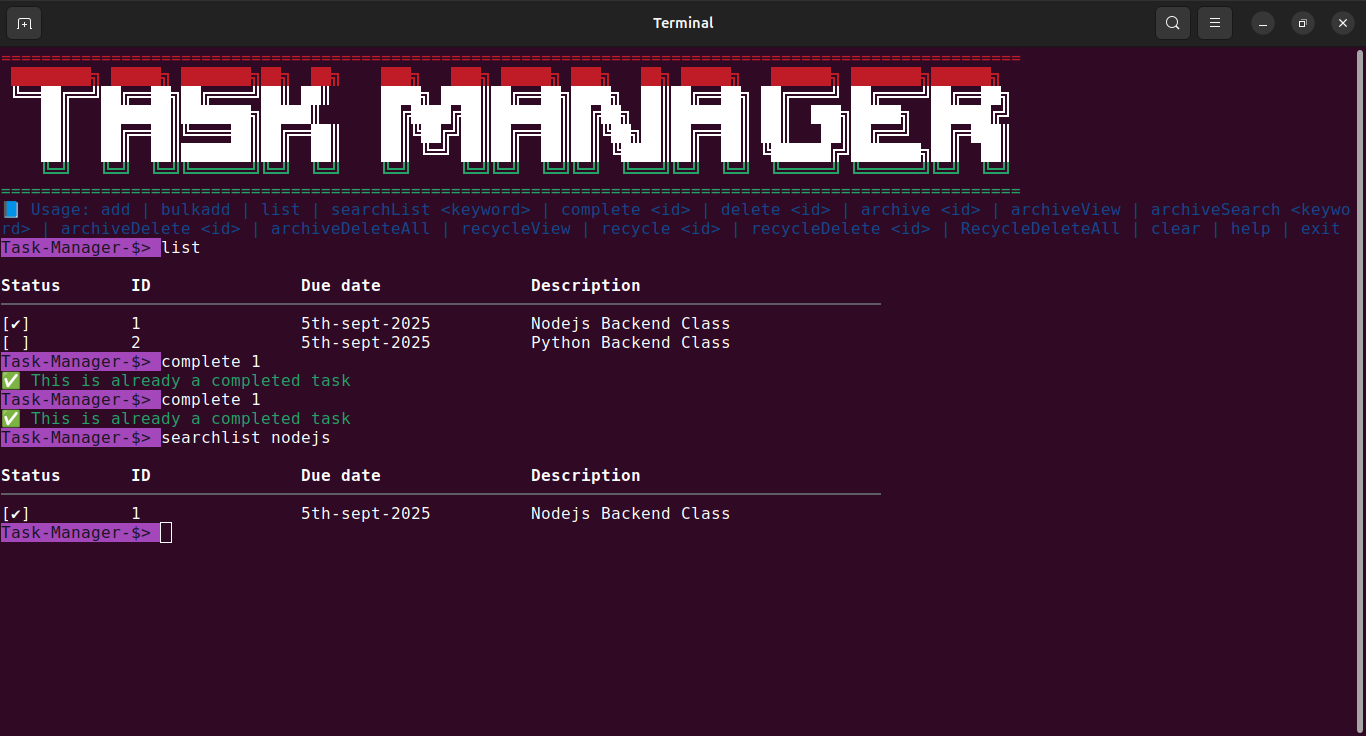 Terminal
TASK MANAGER
📘 Usage: add | bulkadd | list | searchList <keyword> | complete <id> | delete <id> | archive <id> | archiveView | archiveSearch <keywo
rd> | archiveDelete <id> | archiveDeleteAll | recycleView | recycle <id> | recycleDelete <id> | RecycleDeleteAll | clear | help | exit
Task-Manager-$> list
Status ID Due date Description
[✔] 1 5th-sept-2025 Nodejs Backend Class
[ ] 2 5th-sept-2025 Python Backend Class
Task-Manager-$> complete 1
✅ This is already a completed task
Task-Manager-$> complete 1
✅ This is already a completed task
Task-Manager-$> searchlist nodejs
Status ID Due date Description
[✔] 1 5th-sept-2025 Nodejs Backend Class
Task-Manager-$>